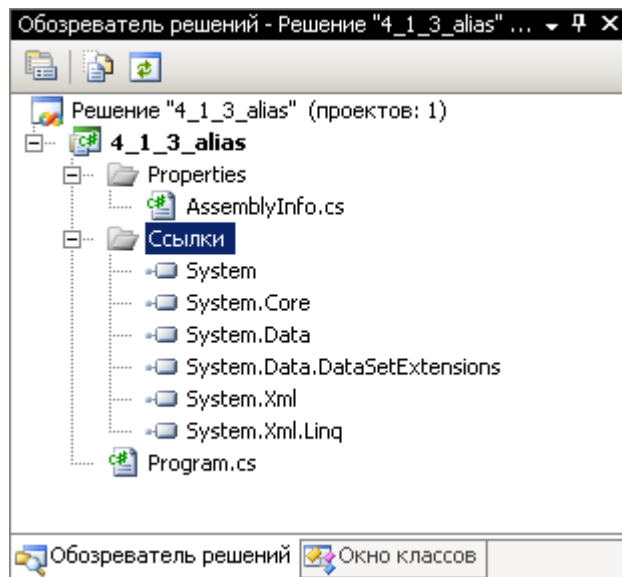 Обозреватель решений - Решение "4_1_3_alias" ...
Решение "4_1_3_alias" (проектов: 1)
4_1_3_alias
Properties
AssemblyInfo.cs
Ссылки
System
System.Core
System.Data
System.Data.DataSetExtensions
System.Xml
System.Xml.Linq
Program.cs
Обозреватель решений Окно классов